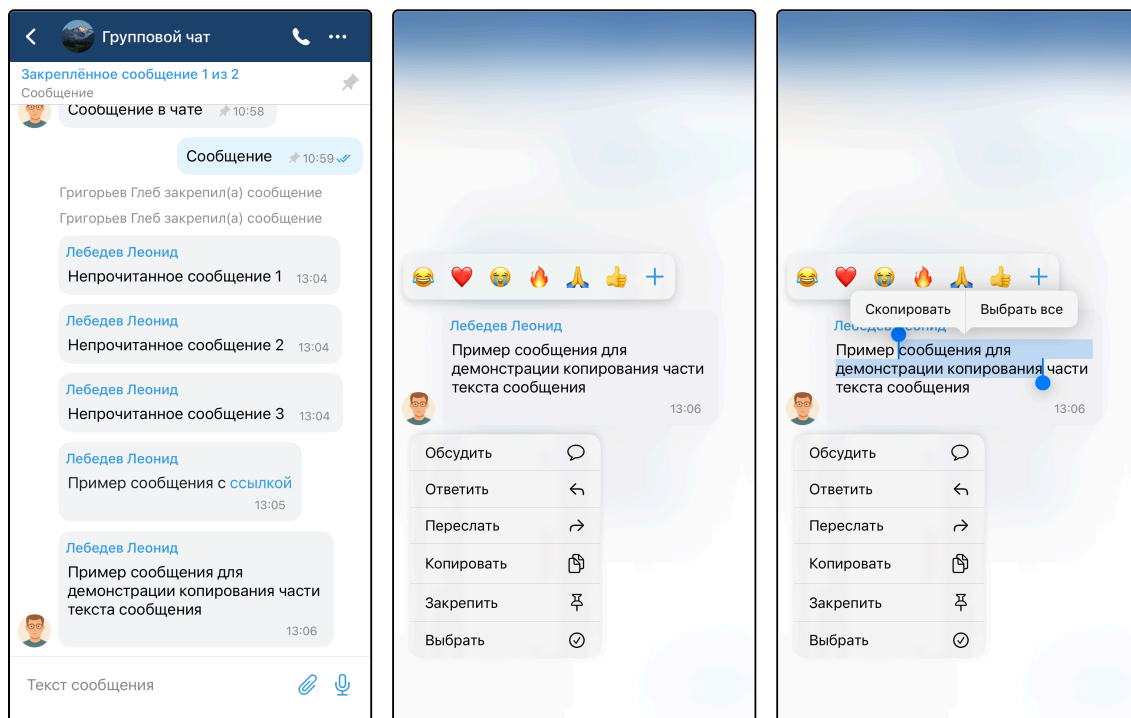 Групповой чат
Закреплённое сообщение 1 из 2
Сообщение
Сообщение в чате 10:58
Сообщение 10:59
Григорьев Глеб закрепил(а) сообщение
Григорьев Глеб закрепил(а) сообщение
Лебедев Леонид
Непрочитанное сообщение 1 13:04
Лебедев Леонид
Непрочитанное сообщение 2 13:04
Лебедев Леонид
Непрочитанное сообщение 3 13:04
Лебедев Леонид
Пример сообщения с ссылкой
13:05
Лебедев Леонид
Пример сообщения для
демонстрации копирования части
текста сообщения
13:06
Текст сообщения
Лебедев Леонид
Пример сообщения для
демонстрации копирования части
текста сообщения
13:06
Обсудить
Ответить
Переслать
Копировать
Закрепить
Выбрать
Скопировать Выбрать все
Лебедев Леонид
Пример сообщения для
демонстрации копирования части
текста сообщения
13:06
Обсудить
Ответить
Переслать
Копировать
Закрепить
Выбрать